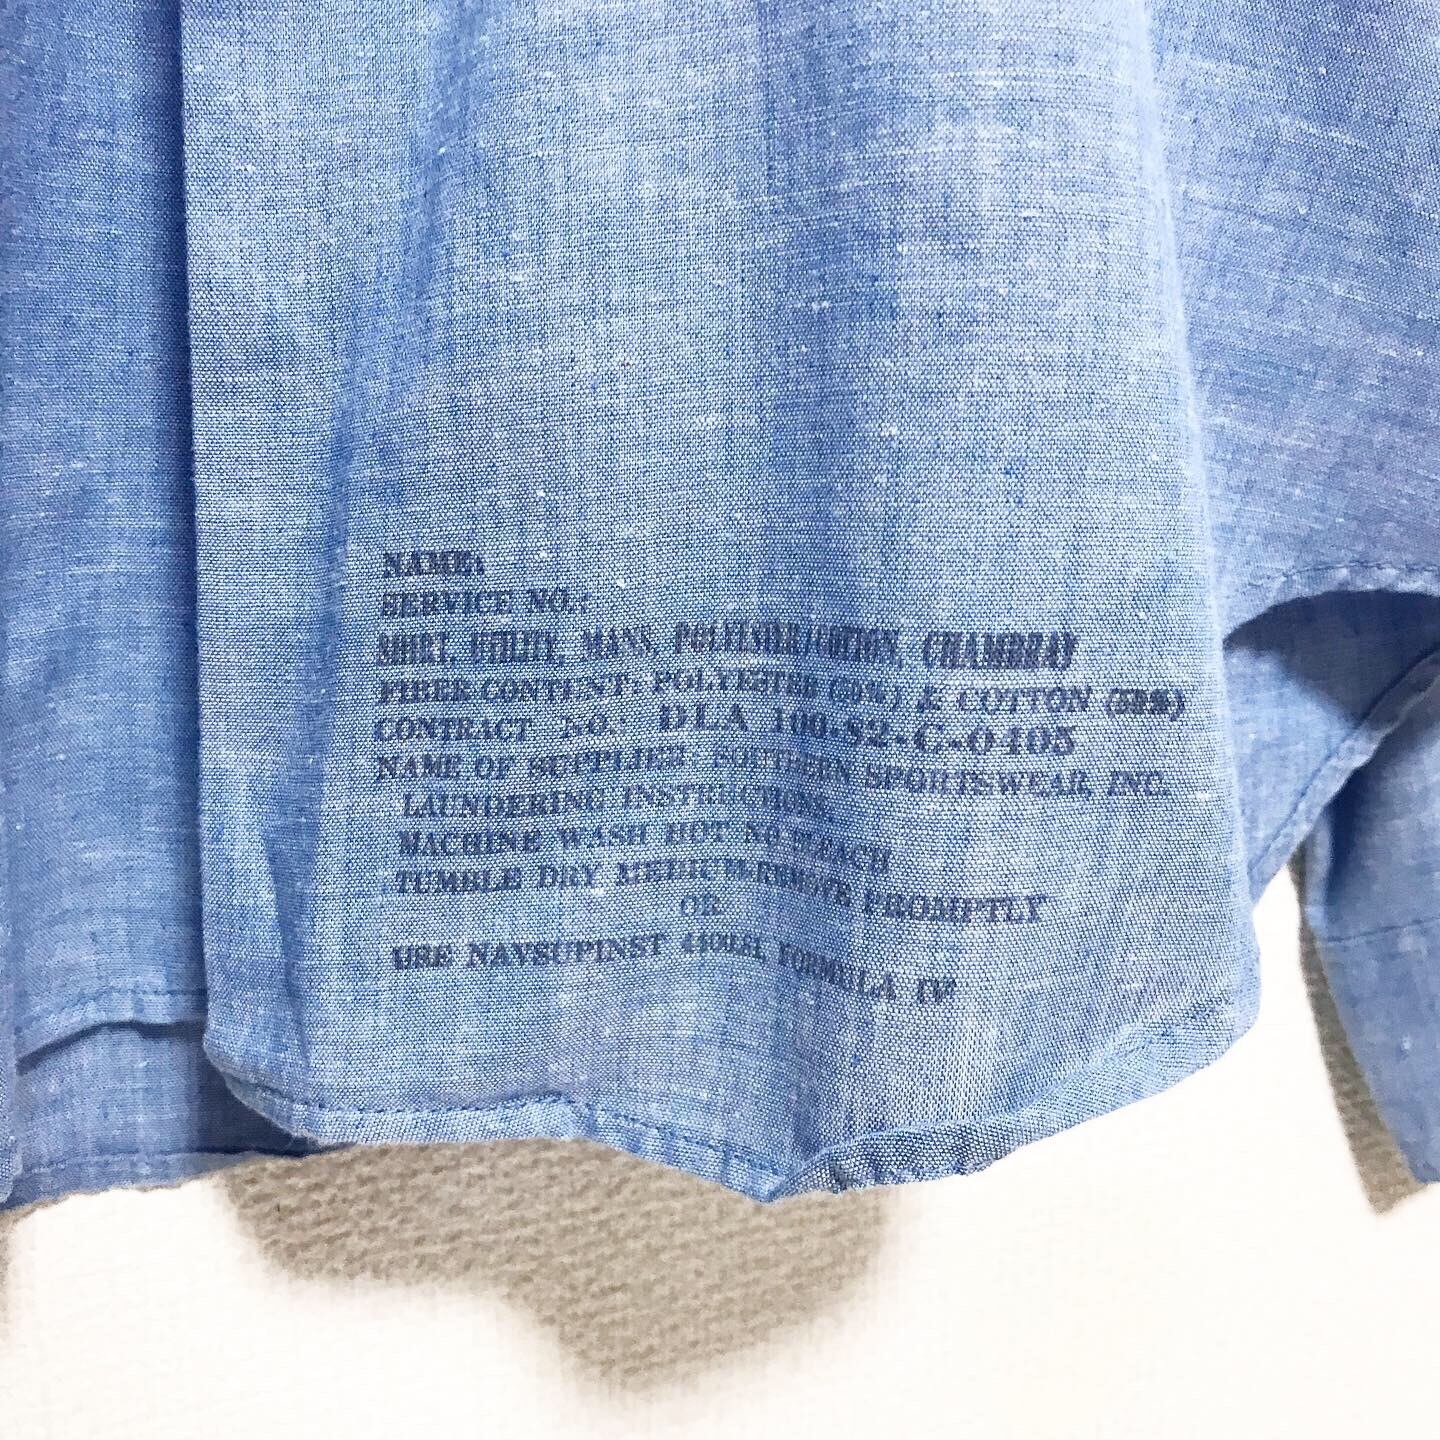 NAME:
SERVICE NO.:
SHIRT, UTILITY, MANS, POLYESTER/COTTON, CHAMBRAY
FIBER CONTENT: POLYESTER (50%) & COTTON (50%)
CONTRACT NO.: DLA 100-82-C-0405
NAME OF SUPPLIER SOUTHERN SPORTSWEAR, INC.
LAUNDERING INSTRUCTIONS.
MACHINE WASH HOT NO BLEACH
TUMBLE DRY MEDIUM-REMOVE PROMPTLY
OR
USE NAVSUPINST FORMULA IV